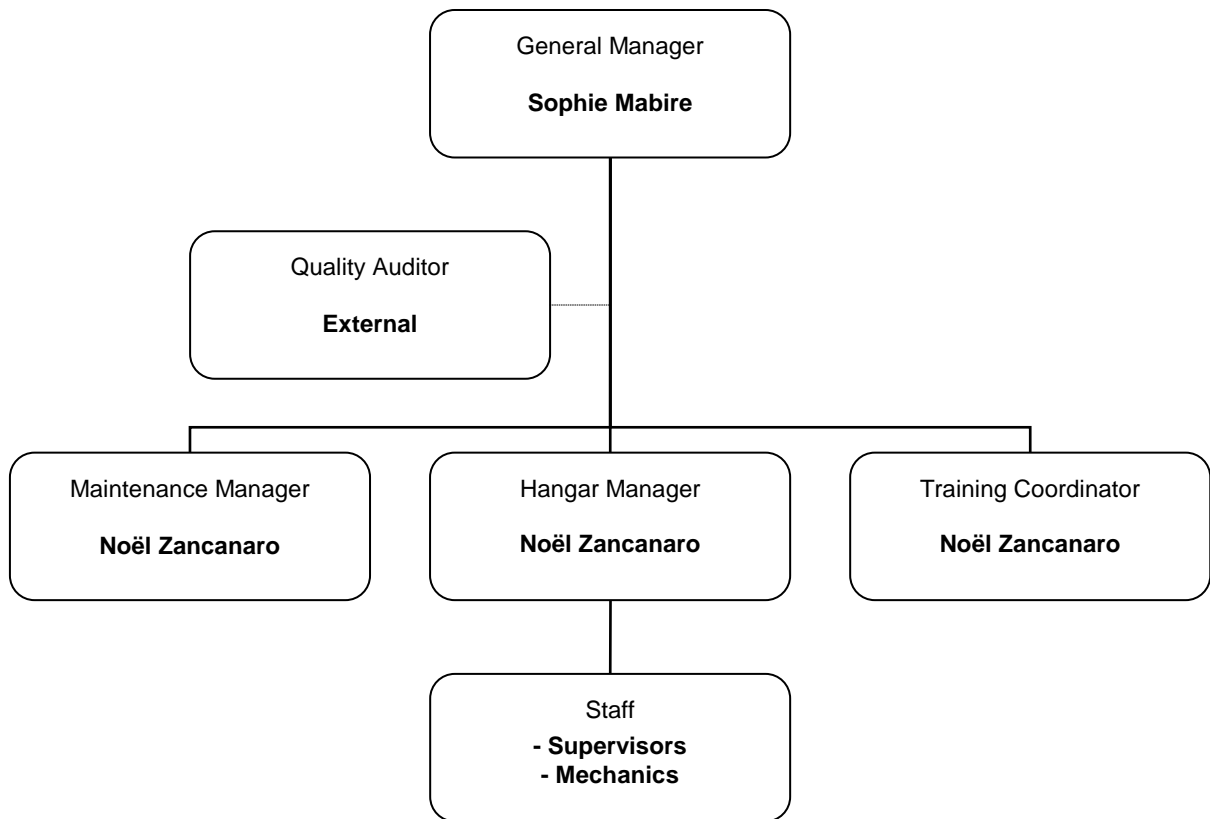 General Manager
Sophie Mabire
Quality Auditor
External
Maintenance Manager
Noël Zancanaro
Hangar Manager
Noël Zancanaro
Training Coordinator
Noël Zancanaro
Staff
- Supervisors
- Mechanics